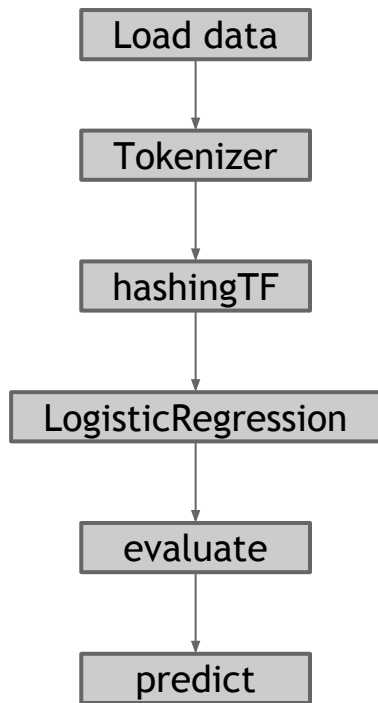 Load data
Tokenizer
hashingTF
LogisticRegression
evaluate
predict